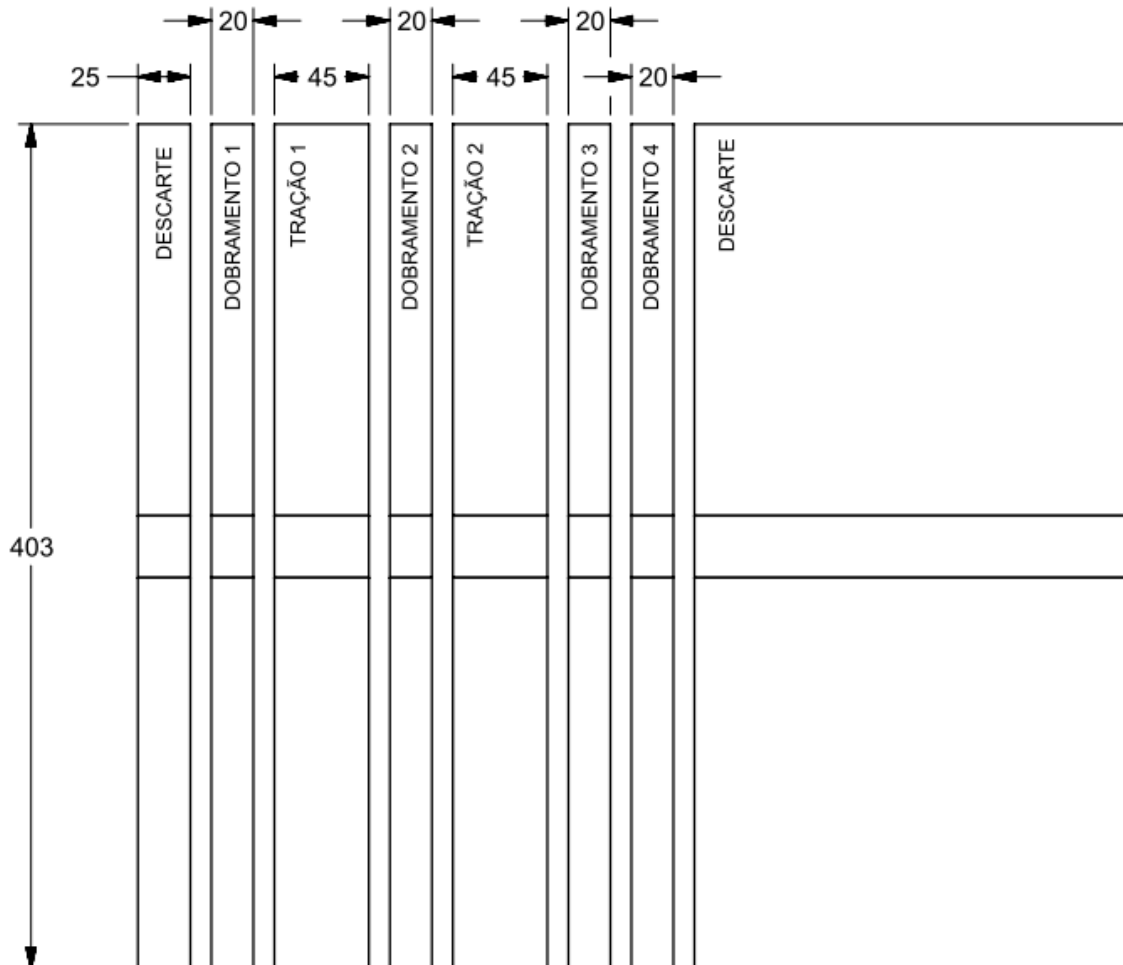 20
20
20
25
45
45
20
DESCARTE
DOBRAMENTO 1
TRAÇÃO 1
DOBRAMENTO 2
TRAÇÃO 2
DOBRAMENTO 3
DOBRAMENTO 4
DESCARTE
403